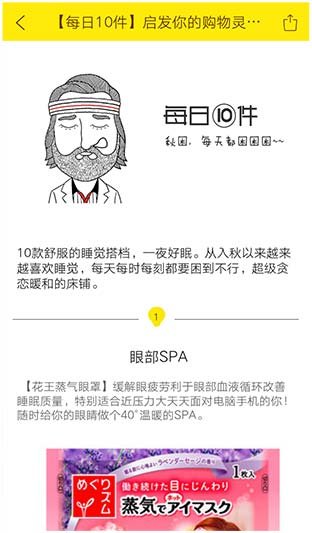 【每日10件】启发你的购物灵…
每日⑩件
秋困,每天都困困困~~
10款舒服的睡觉搭档，一夜好眠。从入秋以来越来
越喜欢睡觉，每天每时每刻都要困到不行，超级贪
恋暖和的床铺。
1
眼部SPA
【花王蒸气眼罩】缓解眼疲劳利于眼部血液循环改善
睡眠质量，特别适合近压力大天天面对电脑手机的你！
随时给你的眼睛做个40°温暖的SPA。
ラベンダーセージの香り
1枚入
めぐり
ズム
働き続けた目にじんわり
蒸気でホットアイマスク